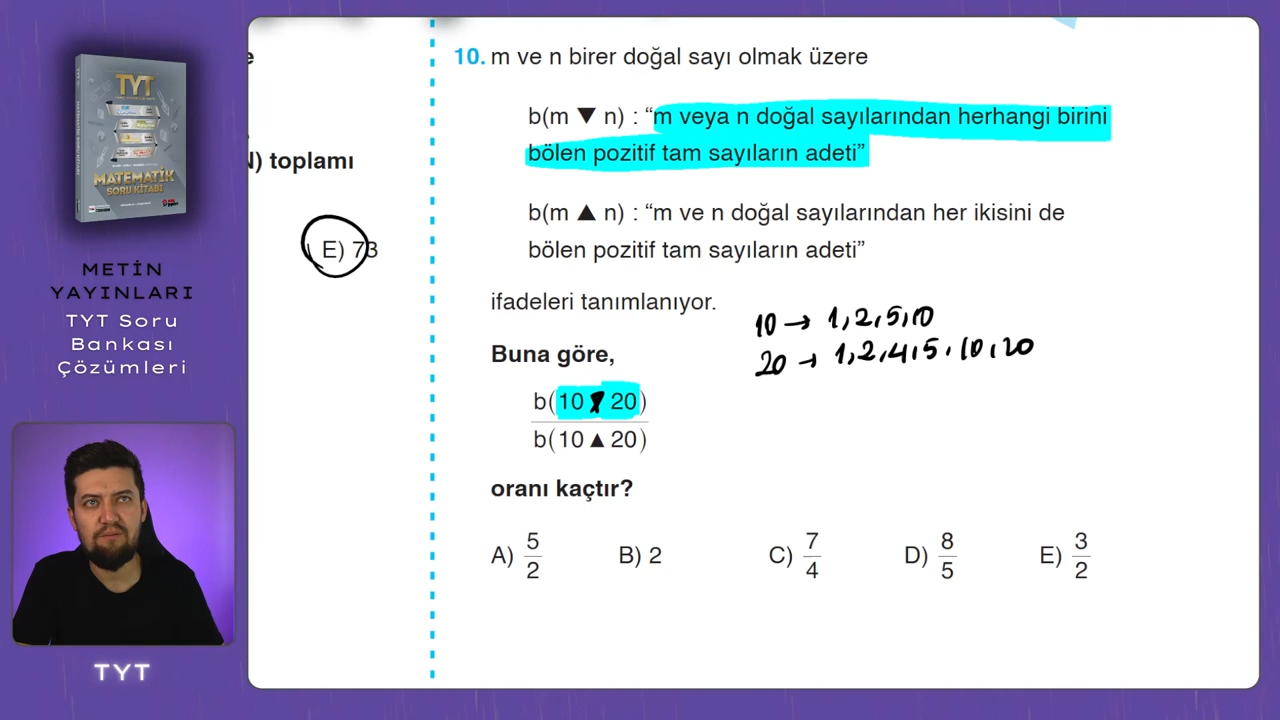 TYT
MATEMATİK
SORU KİTABI
METİN
YAYINLARI
TYT Soru
Bankası
Çözümleri
TYT
e
N) toplamı
E) 73
10. m ve n birer doğal sayı olmak üzere
b(m ▼ n) : “m veya n doğal sayılarından herhangi birini
bölen pozitif tam sayıların adeti”
b(m ▲ n) : “m ve n doğal sayılarından her ikisini de
bölen pozitif tam sayıların adeti”
ifadeleri tanımlanıyor.
10 → 1, 2, 5, 10
20 → 1, 2, 4, 5, 10, 20
Buna göre,
b(10 ▼ 20)
b(10 ▲ 20)
oranı kaçtır?
A) 5/2 B) 2 C) 7/4 D) 8/5 E) 3/2